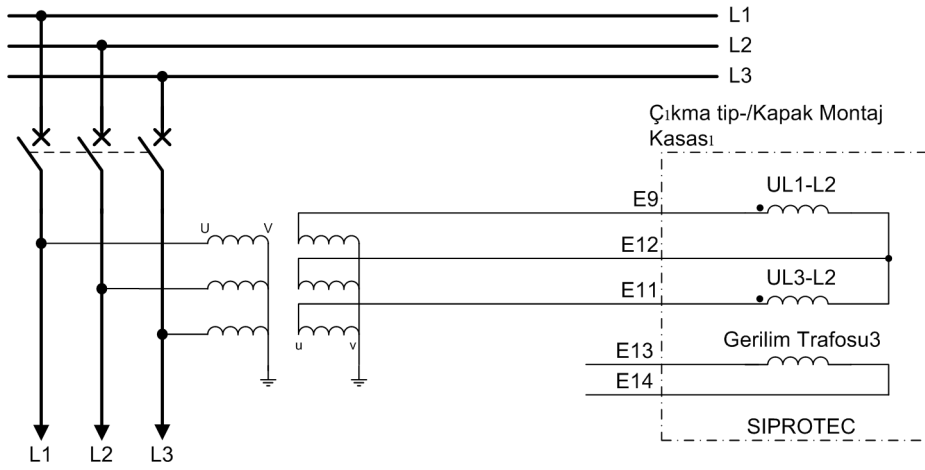 L1
L2
L3
Çıkma tip-/Kapak Montaj
Kasası
UL1-L2
E9
U V
E12
UL3-L2
E11
Gerilim Trafosu3
u v
E13
E14
SIPROTEC
L1 L2 L3